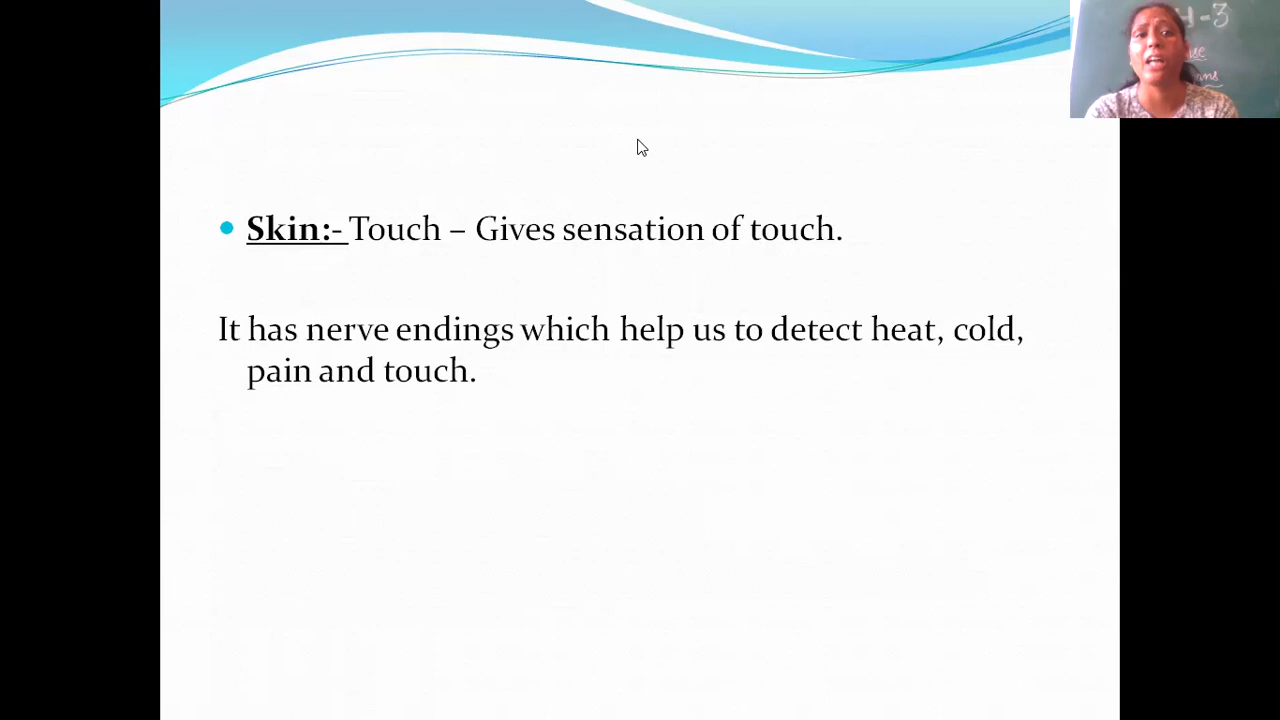 H-3
Skin:- Touch – Gives sensation of touch.
It has nerve endings which help us to detect heat, cold,
pain and touch.